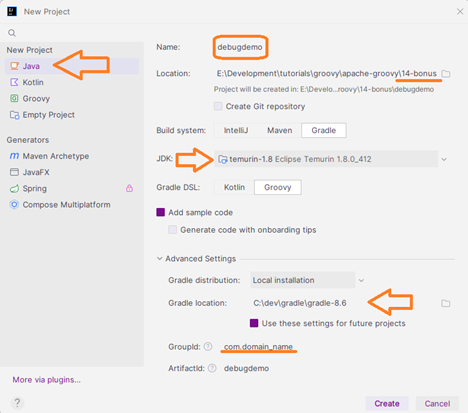 New Project
New Project
Java
Kotlin
Groovy
Empty Project
Generators
Maven Archetype
JavaFX
Spring
Compose Multiplatform
More via plugins...
Name: debugdemo
Location: E:\Development\tutorials\groovy\apache-groovy\14-bonus
Project will be created in: E:\Develo...roovy\14-bonus\debugdemo
Create Git repository
Build system: IntelliJ Maven Gradle
JDK: temurin-1.8 Eclipse Temurin 1.8.0_412
Gradle DSL: Kotlin Groovy
Add sample code
Generate code with onboarding tips
Advanced Settings
Gradle distribution: Local installation
Gradle location: C:\dev\gradle\gradle-8.6
Use these settings for future projects
GroupId: ? com.domain_name
ArtifactId: ? debugdemo
? Create Cancel